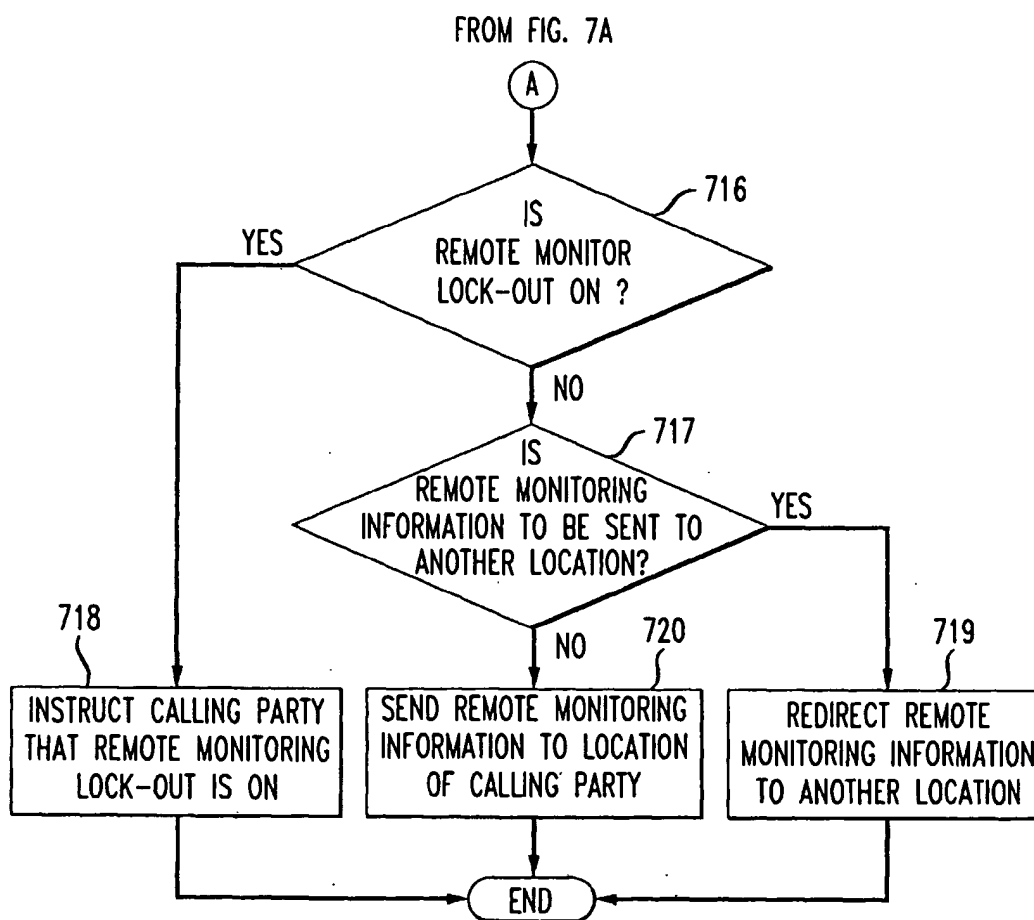 FROM FIG. 7A
A
716
IS
REMOTE MONITOR
LOCK-OUT ON ?
YES
NO
717
IS
REMOTE MONITORING
INFORMATION TO BE SENT TO
ANOTHER LOCATION?
YES
NO
718
INSTRUCT CALLING PARTY
THAT REMOTE MONITORING
LOCK-OUT IS ON
720
SEND REMOTE MONITORING
INFORMATION TO LOCATION
OF CALLING PARTY
719
REDIRECT REMOTE
MONITORING INFORMATION
TO ANOTHER LOCATION
END